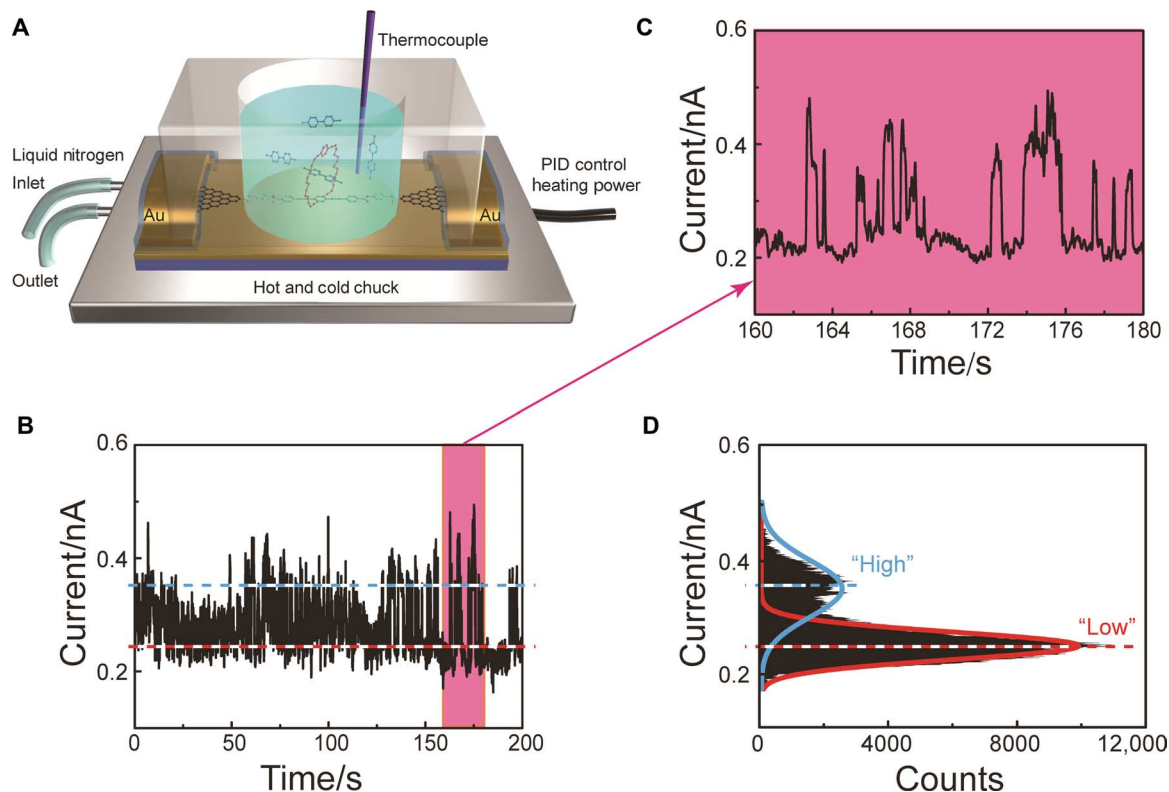 A
Thermocouple
Liquid nitrogen
Inlet
Outlet
Au
Au
PID control
heating power
Hot and cold chuck
C
Current/nA
0.6
0.4
0.2
160
164
168
172
176
180
Time/s
B
Current/nA
0.6
0.4
0.2
0
50
100
150
200
Time/s
D
Current/nA
0.6
0.4
0.2
“High”
“Low”
0
4000
8000
12,000
Counts